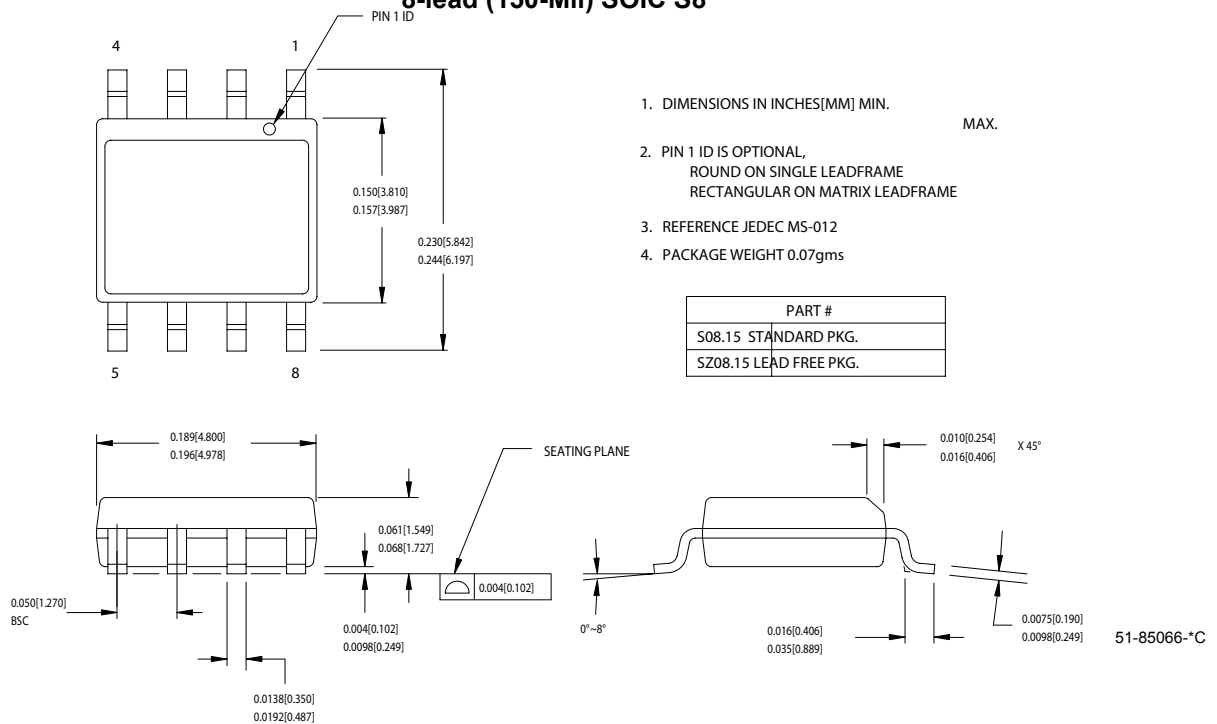 8-lead (150-Mil) SOIC S8
PIN 1 ID
4
1
1. DIMENSIONS IN INCHES[MM] MIN.
MAX.
2. PIN 1 ID IS OPTIONAL,
ROUND ON SINGLE LEADFRAME
RECTANGULAR ON MATRIX LEADFRAME
3. REFERENCE JEDEC MS-012
4. PACKAGE WEIGHT 0.07gms
0.150[3.810]
0.157[3.987]
0.230[5.842]
0.244[6.197]
PART #
S08.15 STANDARD PKG.
SZ08.15 LEAD FREE PKG.
5
8
0.189[4.800]
0.196[4.978]
SEATING PLANE
0.010[0.254]
0.016[0.406]
X 45°
0.061[1.549]
0.068[1.727]
0.004[0.102]
0.050[1.270]
BSC
0.004[0.102]
0.0098[0.249]
0°~8°
0.016[0.406]
0.035[0.889]
0.0075[0.190]
0.0098[0.249]
51-85066-*C
0.0138[0.350]
0.0192[0.487]